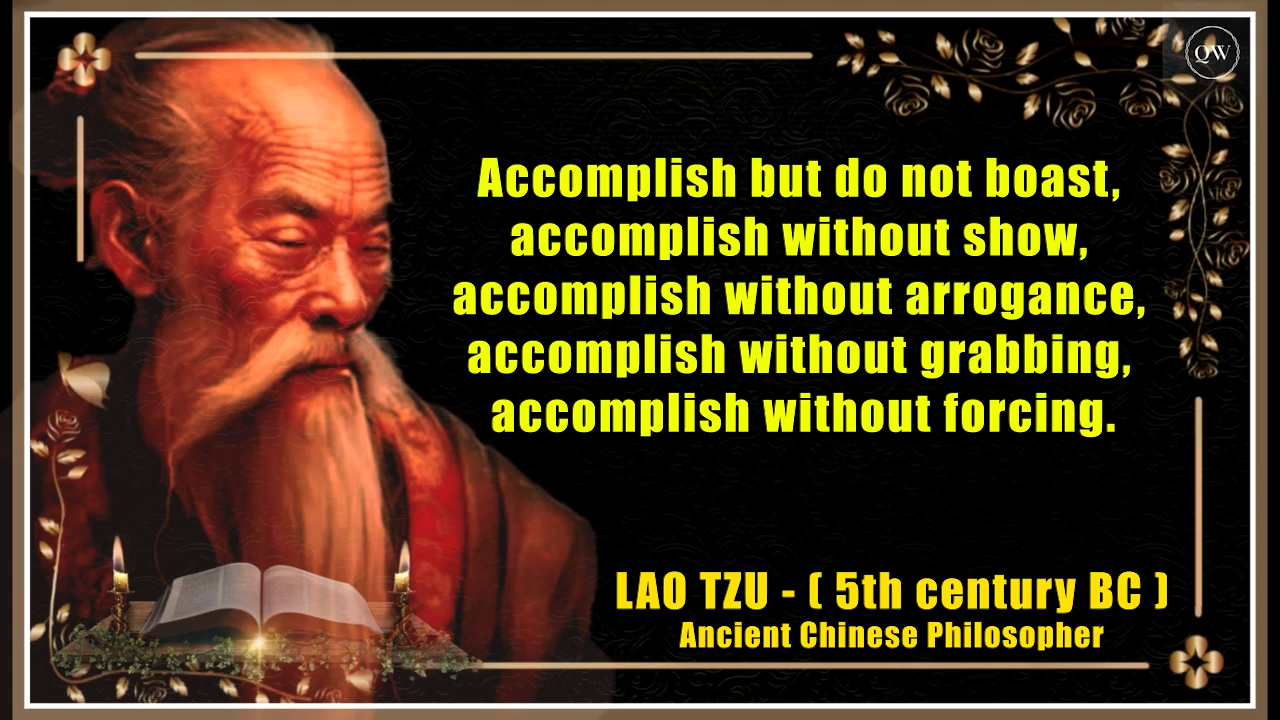 QW
Accomplish but do not boast,
accomplish without show,
accomplish without arrogance,
accomplish without grabbing,
accomplish without forcing.
LAO TZU - ( 5th century BC )
Ancient Chinese Philosopher